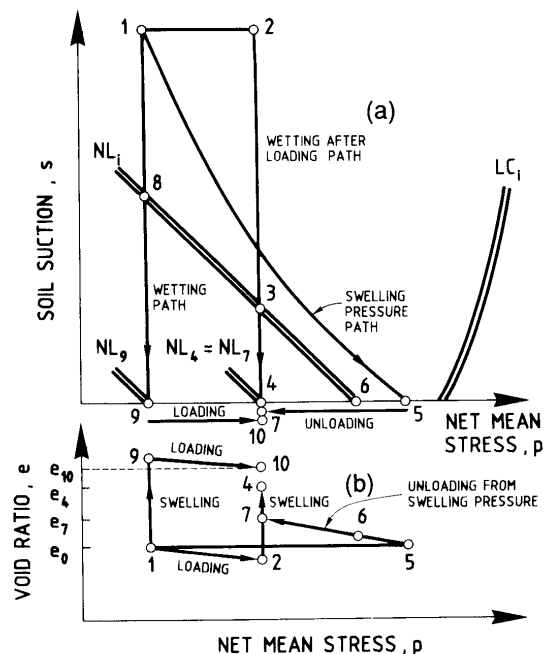 1
2
(a)
WETTING AFTER
LOADING PATH
NLi
LCi
8
SOIL SUCTION, s
WETTING
PATH
3
SWELLING
PRESSURE
PATH
NL9
NL4 = NL7
4
6
9
LOADING
10
7
UNLOADING
5
NET MEAN
STRESS, p
VOID RATIO, e
9
LOADING
10
e10
4
(b)
UNLOADING FROM
SWELLING PRESSURE
e4
SWELLING
SWELLING
7
6
e7
e0
1
LOADING
2
5
NET MEAN STRESS, p